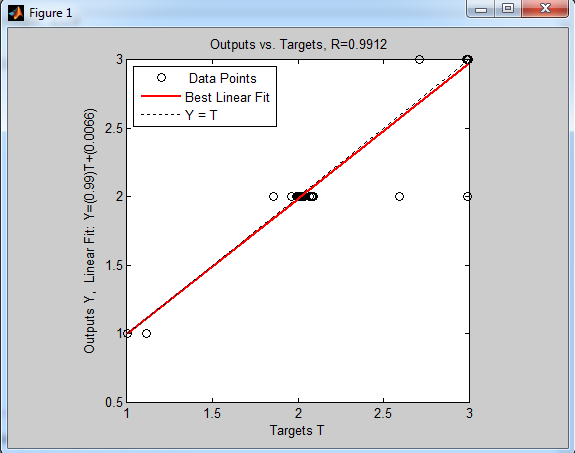 Figure 1
Outputs vs. Targets, R=0.9912
Data Points
Best Linear Fit
Y = T
3
2.5
2
1.5
1
0.5
1
1.5
2
2.5
3
Targets T
Outputs Y, Linear Fit: Y=(0.99)T+(0.0066)